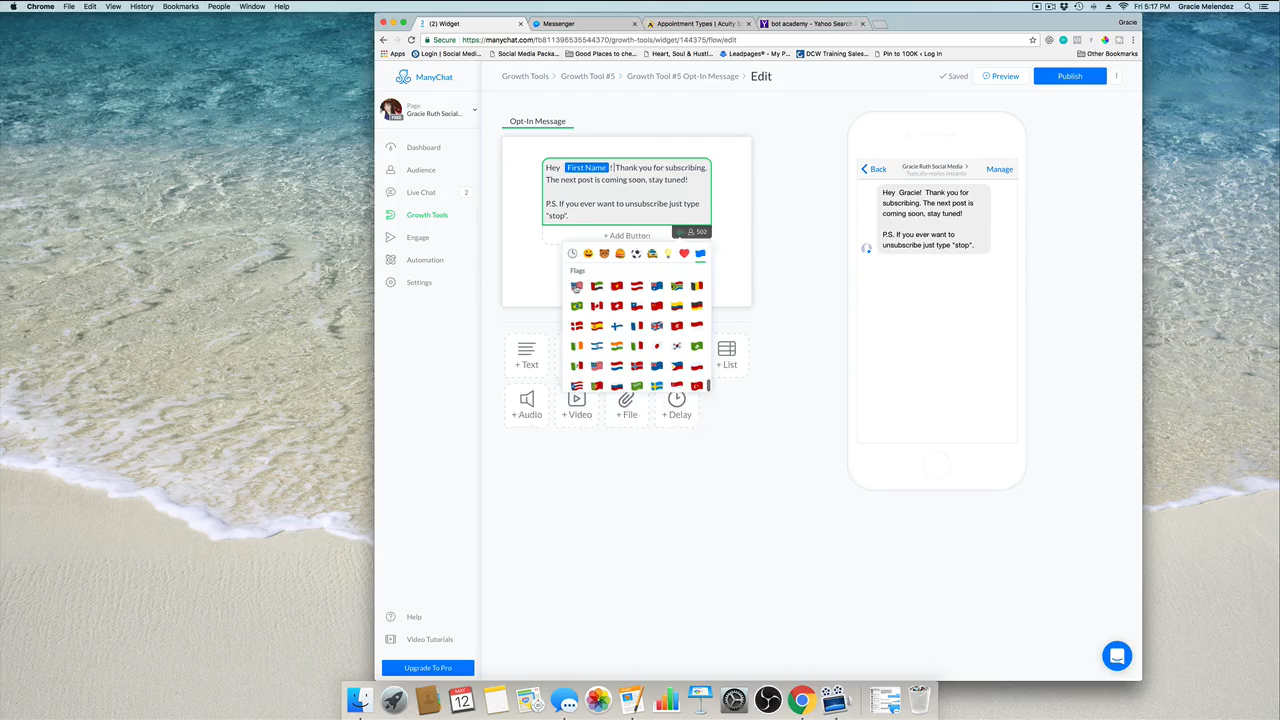 Chrome File Edit View History Bookmarks People Window Help
Fri 5:17 PM Gracie Melendez
(2) Widget
Messenger
Appointment Types | Acuity S
bot academy - Yahoo Search
Gracie
Secure https://manychat.com/fb811396535544370/growth-tools/widget/144375/flow/edit
Apps Login | Social Medi... Social Media Packa... Good Places to che... Heart, Soul & Hustl... Leadpages® - My P... DCW Training Sales... Pin to 100K ‹ Log In Other Bookmarks
ManyChat
Growth Tools > Growth Tool #5 > Growth Tool #5 Opt-In Message > Edit
Saved
Preview
Publish
Page
Gracie Ruth Social...
FREE
Dashboard
Audience
Live Chat 2
Growth Tools
Engage
Automation
Settings
Help
Video Tutorials
Upgrade To Pro
Opt-In Message
Hey First Name ! Thank you for subscribing.
The next post is coming soon, stay tuned!
P.S. If you ever want to unsubscribe just type
"stop".
502
+ Add Button
Flags
+ Text
+ List
+ Audio
+ Video
+ File
+ Delay
Back
Gracie Ruth Social Media >
Typically replies instantly
Manage
Hey Gracie! Thank you for
subscribing. The next post is
coming soon, stay tuned!
P.S. If you ever want to
unsubscribe just type "stop".
MAY
12